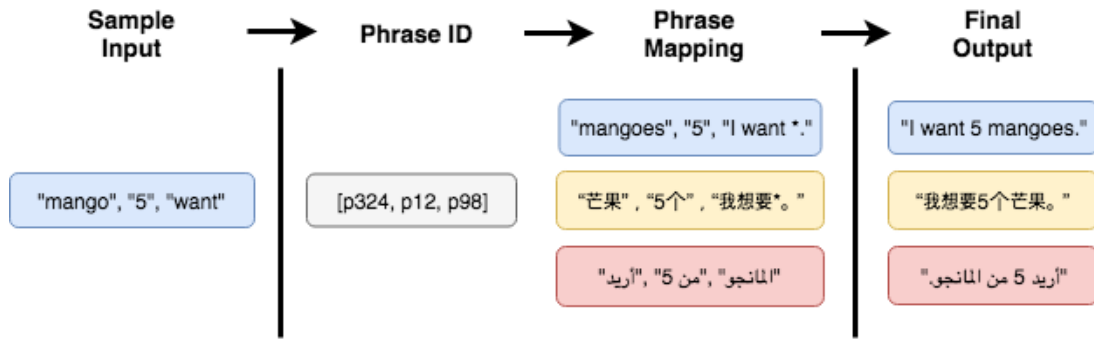 Sample
Input
Phrase ID
Phrase
Mapping
Final
Output
"mango", "5", "want"
[p324, p12, p98]
"mangoes", "5", "I want *."
“芒果” , “5个” , “我想要*。”
"المانجو" ,"من 5" ,"أريد"
"I want 5 mangoes."
“我想要5个芒果。”
"أريد 5 من المانجو."